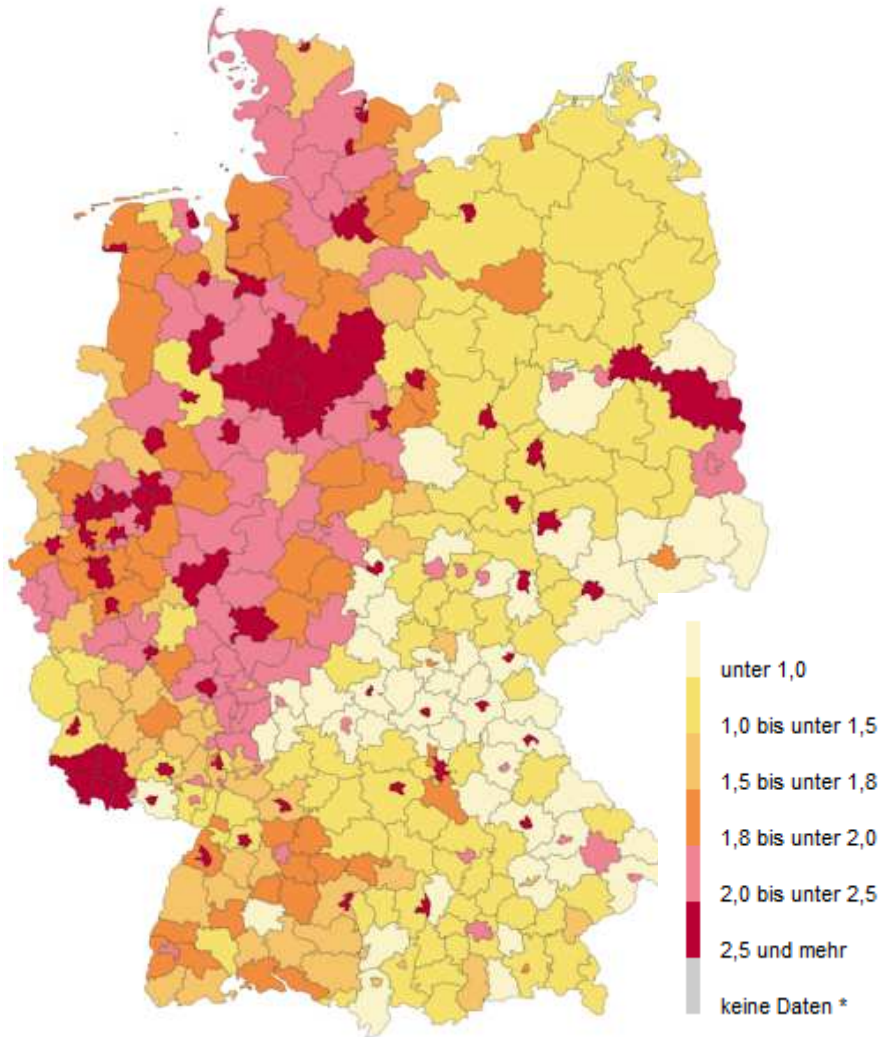 unter 1,0
1,0 bis unter 1,5
1,5 bis unter 1,8
1,8 bis unter 2,0
2,0 bis unter 2,5
2,5 und mehr
keine Daten *